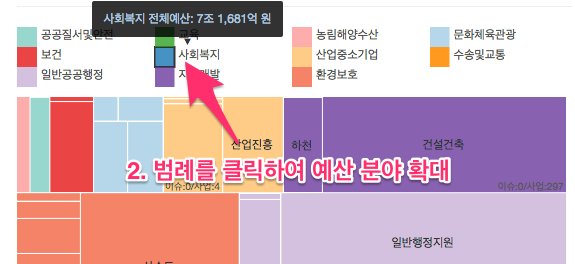 사회복지 전체예산: 7조 1,681억 원
공공질서및안전 교육 농림해양수산 문화체육관광
보건 사회복지 산업중소기업 수송및교통
일반공공행정 환경보호
산업진흥 하천 건설건축
2. 범례를 클릭하여 예산 분야 확대
이슈:0/사업:4 이슈:0/사업:297
일반행정지원